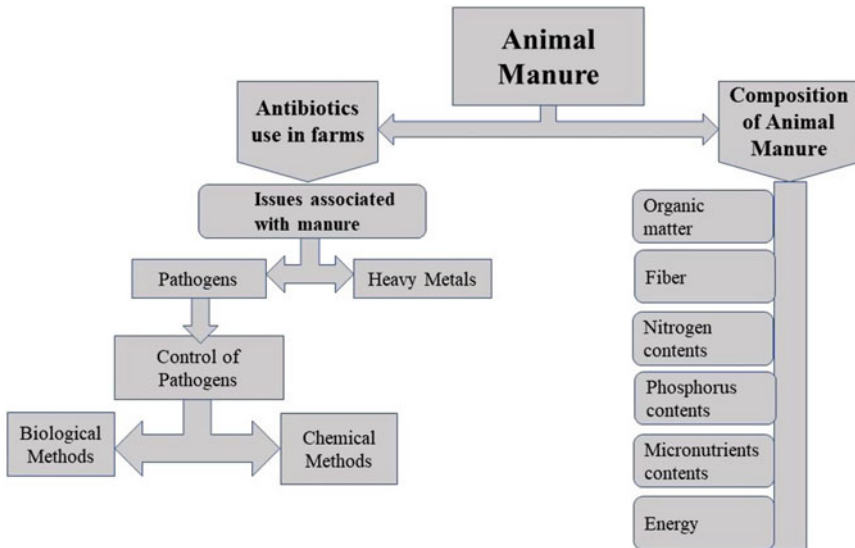 Animal
Manure
Antibiotics
use in farms
Composition
of Animal
Manure
Issues associated
with manure
Pathogens
Heavy Metals
Control of
Pathogens
Biological
Methods
Chemical
Methods
Organic
matter
Fiber
Nitrogen
contents
Phosphorus
contents
Micronutrients
contents
Energy